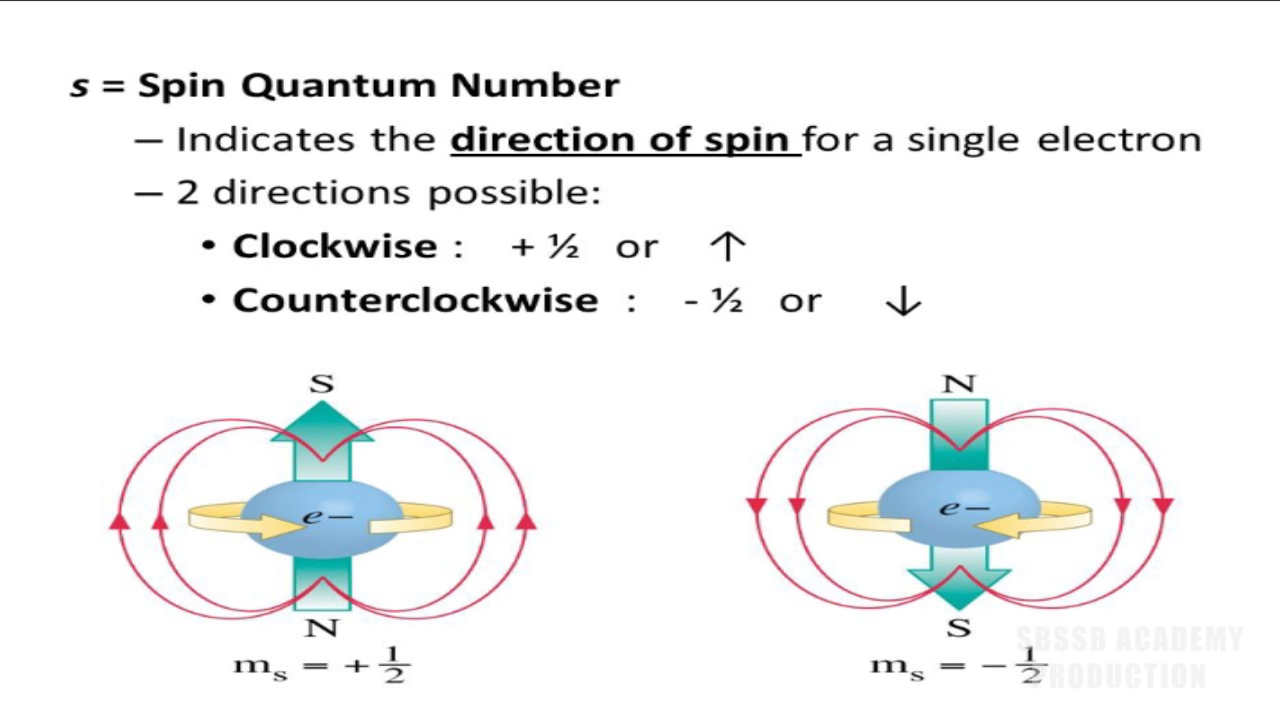 s = Spin Quantum Number
– Indicates the direction of spin for a single electron
– 2 directions possible:
• Clockwise : + ½ or ↑
• Counterclockwise : - ½ or ↓
S
N
e−
e−
N
S
mₛ = + 1/2
mₛ = − 1/2
SBSSB ACADEMY
PRODUCTION